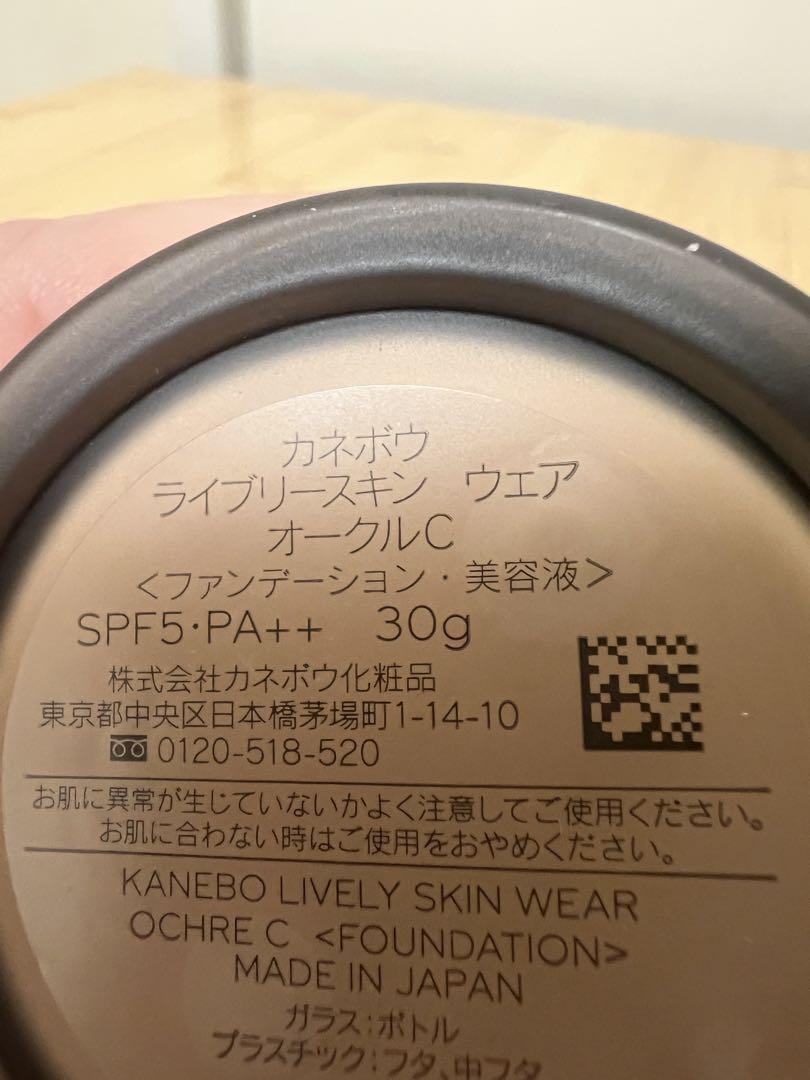 カネボウ
ライブリースキン ウェア
オークルC
<ファンデーション・美容液>
SPF5・PA++ 30g
株式会社カネボウ化粧品
東京都中央区日本橋茅場町1-14-10
0120-518-520
お肌に異常が生じていないかよく注意してご使用ください。
お肌に合わない時はご使用をおやめください。
KANEBO LIVELY SKIN WEAR
OCHRE C <FOUNDATION>
MADE IN JAPAN
ガラス:ボトル
プラスチック:フタ、中フタ